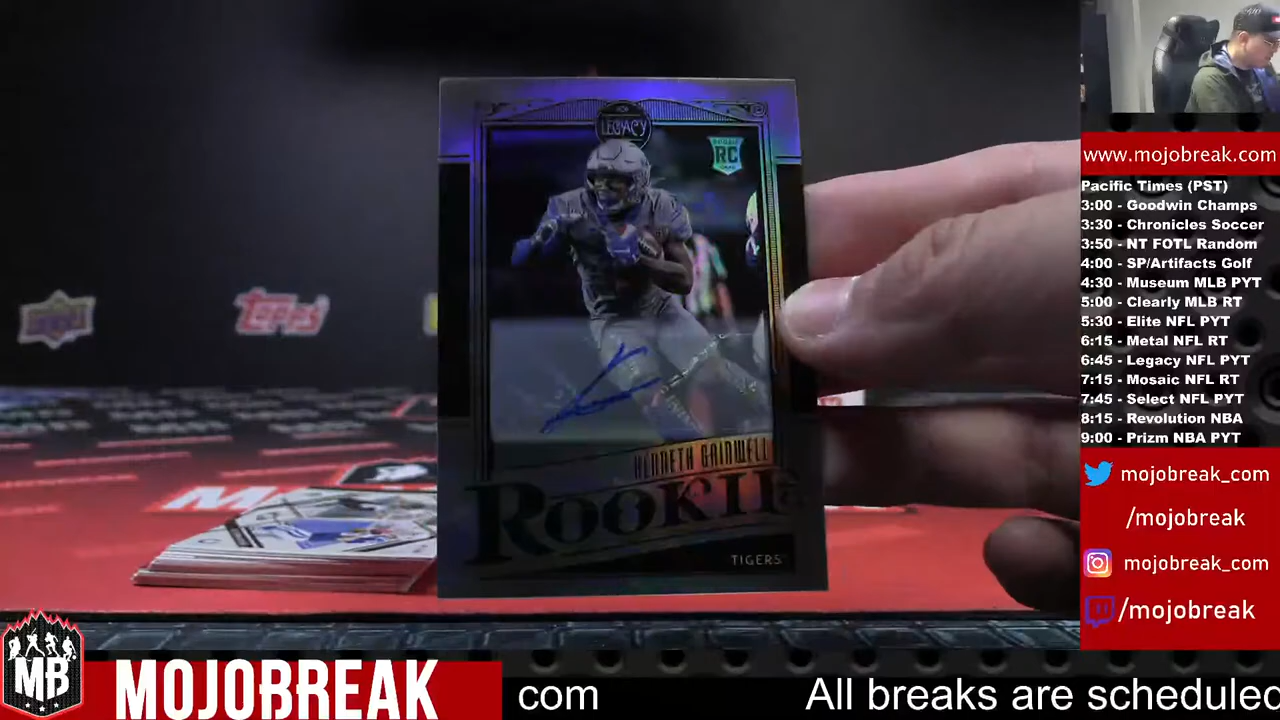 LEGACY
RC
KENNETH GAINWELL
ROOKIE
TIGERS
topps
www.mojobreak.com
Pacific Times (PST)
3:00 - Goodwin Champs
3:30 - Chronicles Soccer
3:50 - NT FOTL Random
4:00 - SP/Artifacts Golf
4:30 - Museum MLB PYT
5:00 - Clearly MLB RT
5:30 - Elite NFL PYT
6:15 - Metal NFL RT
6:45 - Legacy NFL PYT
7:15 - Mosaic NFL RT
7:45 - Select NFL PYT
8:15 - Revolution NBA
9:00 - Prizm NBA PYT
mojobreak_com
/mojobreak
mojobreak_com
/mojobreak
MB
MOJOBREAK
com
All breaks are scheduled